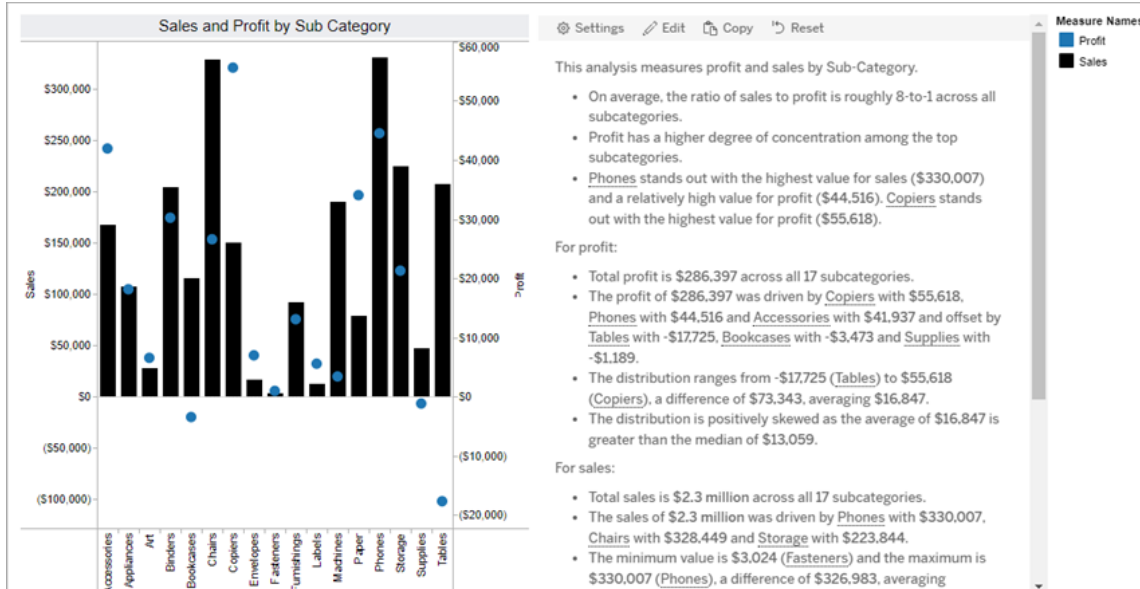 Sales and Profit by Sub Category
$300,000
$250,000
$200,000
$150,000
$100,000
$50,000
$0
($50,000)
($100,000)
Sales
$60,000
$50,000
$40,000
$30,000
$20,000
$10,000
$0
($10,000)
($20,000)
Profit
Accessories
Appliances
Art
Binders
Bookcases
Chairs
Copiers
Envelopes
Fasteners
Furnishings
Labels
Machines
Paper
Phones
Storage
Supplies
Tables
Settings Edit Copy Reset
This analysis measures profit and sales by Sub-Category.
• On average, the ratio of sales to profit is roughly 8-to-1 across all
subcategories.
• Profit has a higher degree of concentration among the top
subcategories.
• Phones stands out with the highest value for sales ($330,007)
and a relatively high value for profit ($44,516). Copiers stands
out with the highest value for profit ($55,618).
For profit:
• Total profit is $286,397 across all 17 subcategories.
• The profit of $286,397 was driven by Copiers with $55,618,
Phones with $44,516 and Accessories with $41,937 and offset by
Tables with -$17,725, Bookcases with -$3,473 and Supplies with
-$1,189.
• The distribution ranges from -$17,725 (Tables) to $55,618
(Copiers), a difference of $73,343, averaging $16,847.
• The distribution is positively skewed as the average of $16,847 is
greater than the median of $13,059.
For sales:
• Total sales is $2.3 million across all 17 subcategories.
• The sales of $2.3 million was driven by Phones with $330,007,
Chairs with $328,449 and Storage with $223,844.
• The minimum value is $3,024 (Fasteners) and the maximum is
$330,007 (Phones), a difference of $326,983, averaging
Measure Names
Profit
Sales